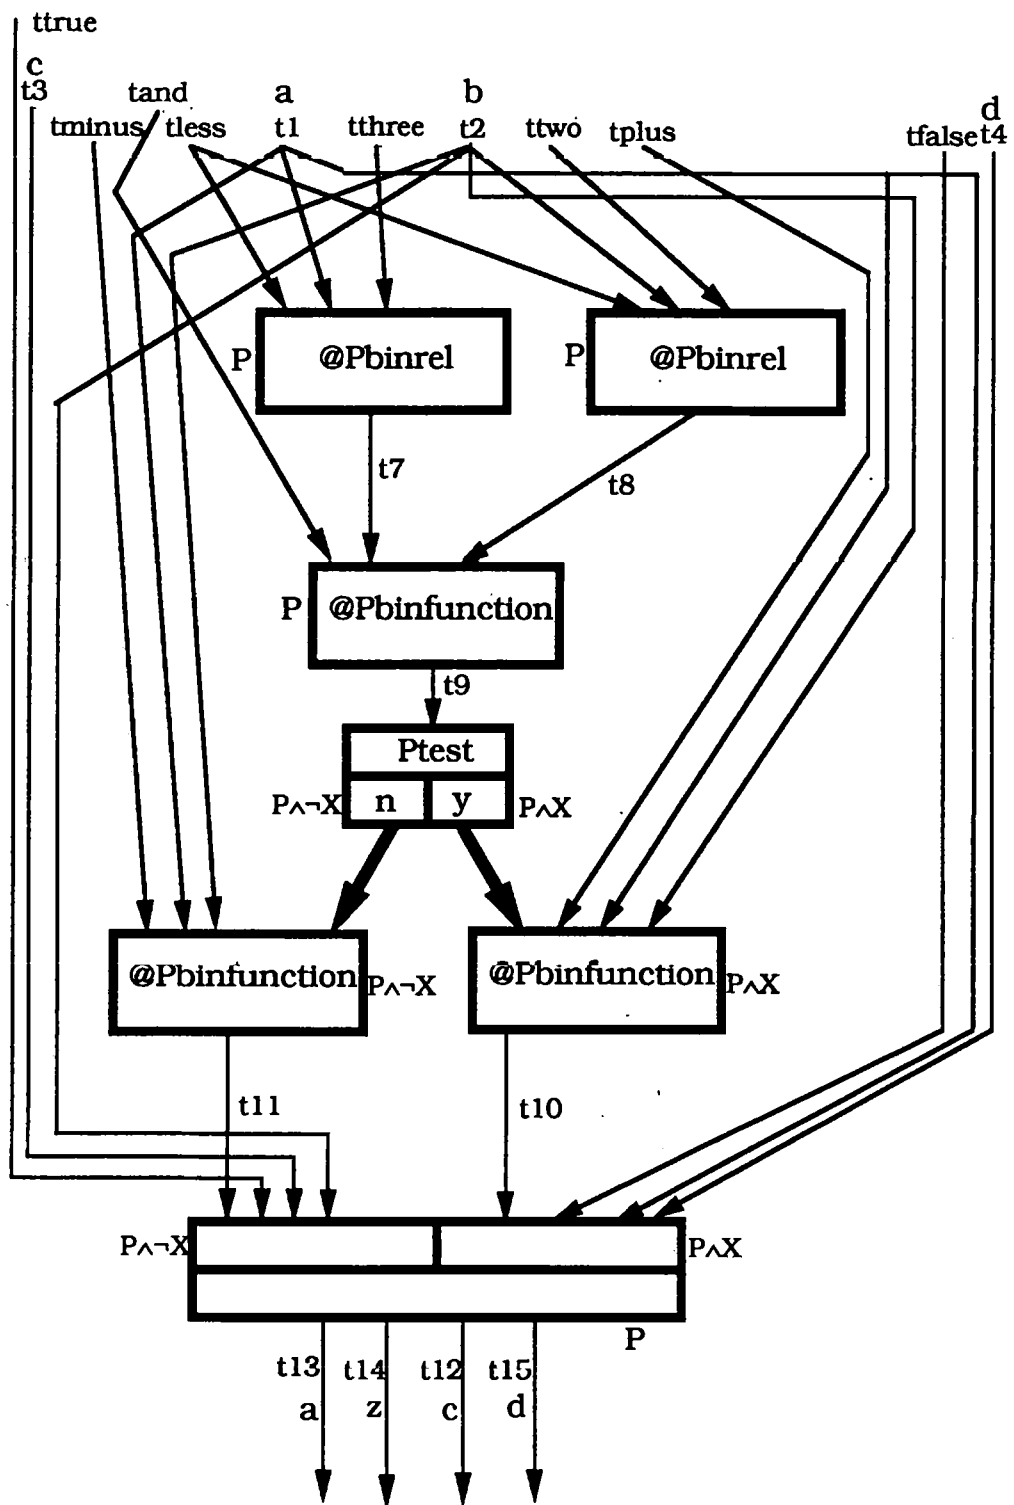 ttrue
c
t3
tand
a
b
d
tminus
tless
t1
tthree
t2
ttwo
tplus
tfalse
t4
P
@Pbinrel
P
@Pbinrel
t7
t8
P
@Pbinfunction
t9
Ptest
P∧¬X
n
y
P∧X
@Pbinfunction
P∧¬X
@Pbinfunction
P∧X
t11
t10
P∧¬X
P∧X
P
t13
t14
t12
t15
a
z
c
d